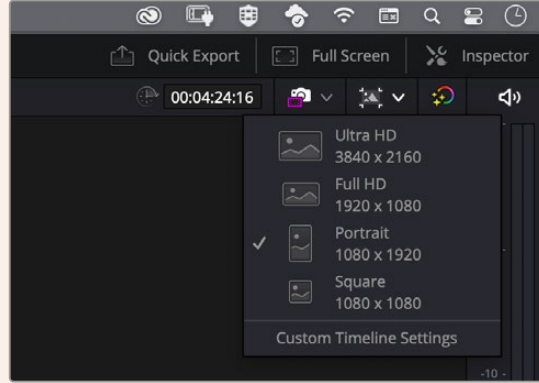 Quick Export
Full Screen
Inspector
00:04:24:16
Ultra HD
3840 x 2160
Full HD
1920 x 1080
Portrait
1080 x 1920
Square
1080 x 1080
Custom Timeline Settings
-10